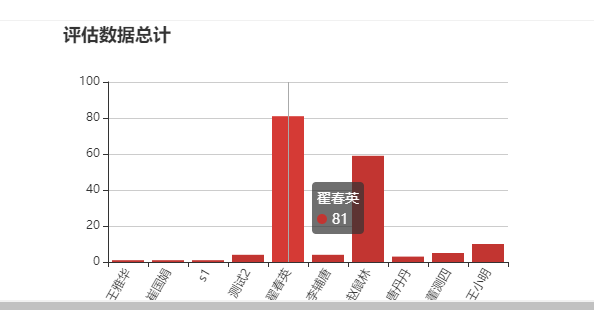 评估数据总计
100
80
60
40
20
0
翟春英
81
王雅华
崔国娟
s1
测试2
翟春英
李辅唐
赵鼠林
唐丹丹
董测四
王小明